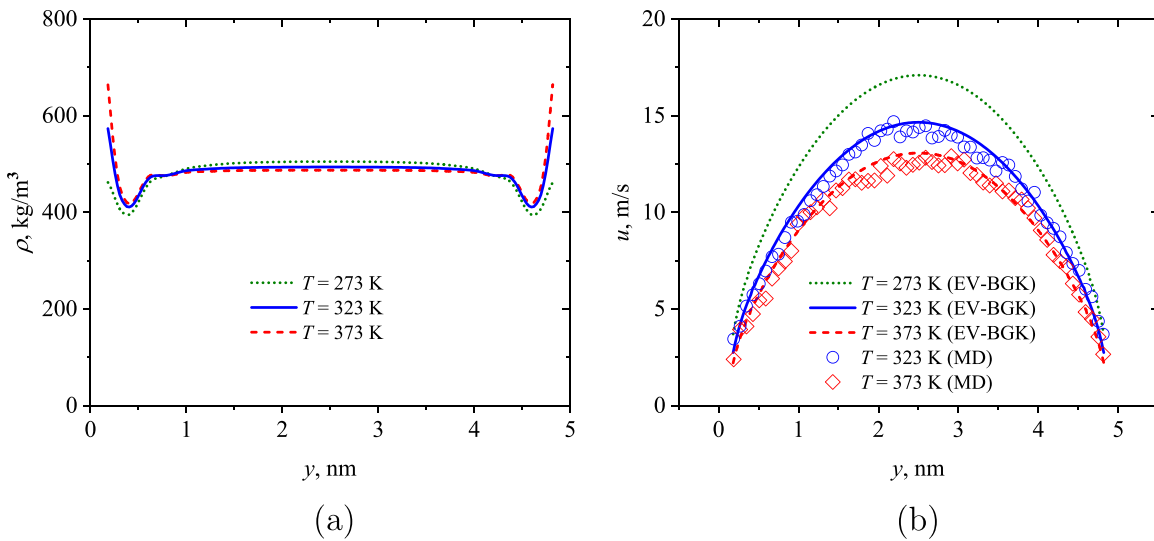 800
600
400
200
0
ρ, kg/m³
T = 273 K
T = 323 K
T = 373 K
0 1 2 3 4 5
y, nm
(a)
20
15
10
5
0
u, m/s
T = 273 K (EV-BGK)
T = 323 K (EV-BGK)
T = 373 K (EV-BGK)
T = 323 K (MD)
T = 373 K (MD)
0 1 2 3 4 5
y, nm
(b)